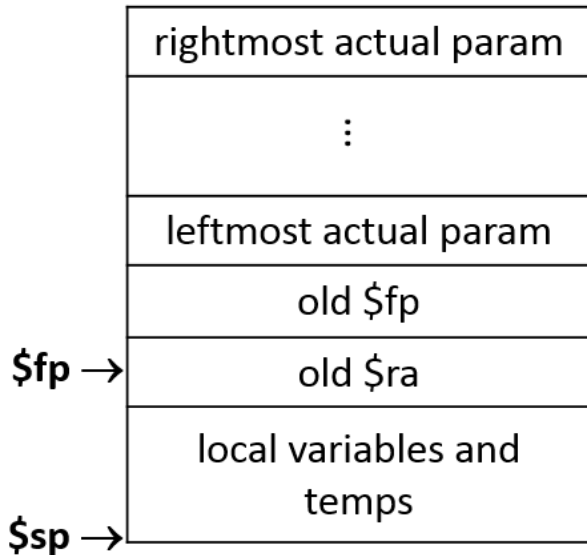 rightmost actual param
⋮
leftmost actual param
old $fp
$fp → old $ra
local variables and
temps
$sp →